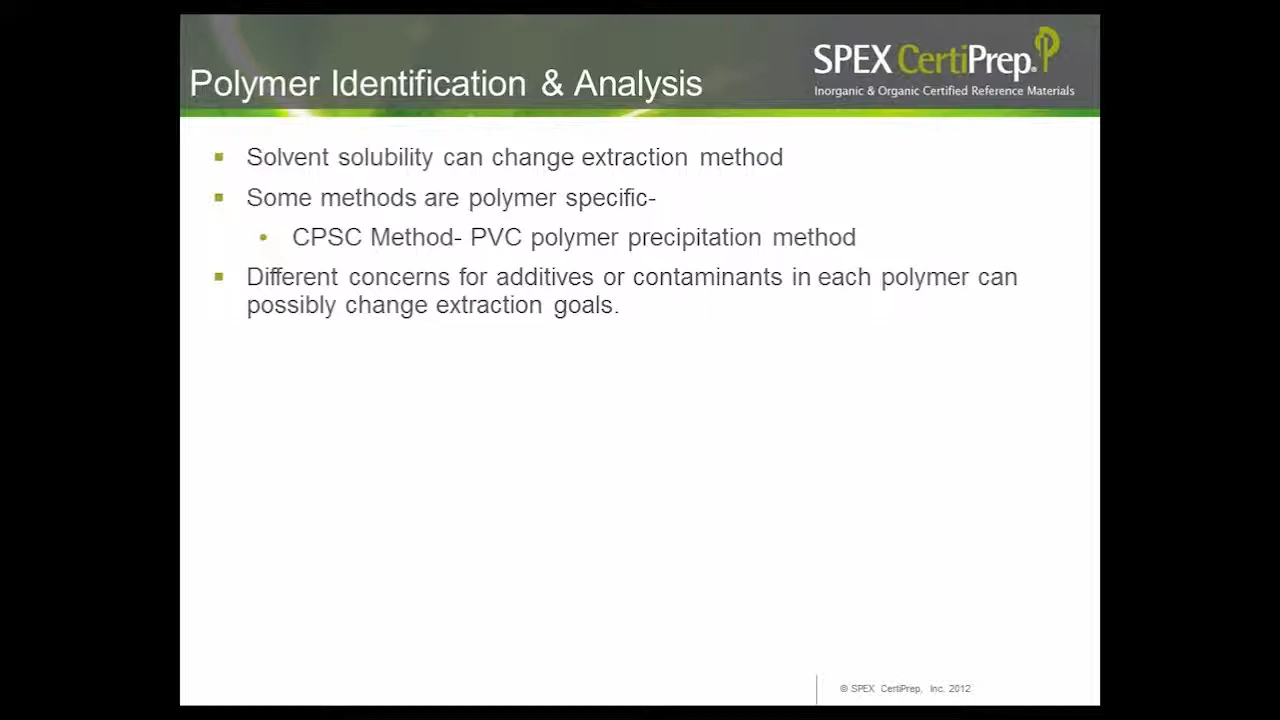 Polymer Identification & Analysis
SPEX CertiPrep.
Inorganic & Organic Certified Reference Materials
Solvent solubility can change extraction method
Some methods are polymer specific-
CPSC Method- PVC polymer precipitation method
Different concerns for additives or contaminants in each polymer can
possibly change extraction goals.
© SPEX CertiPrep, Inc. 2012